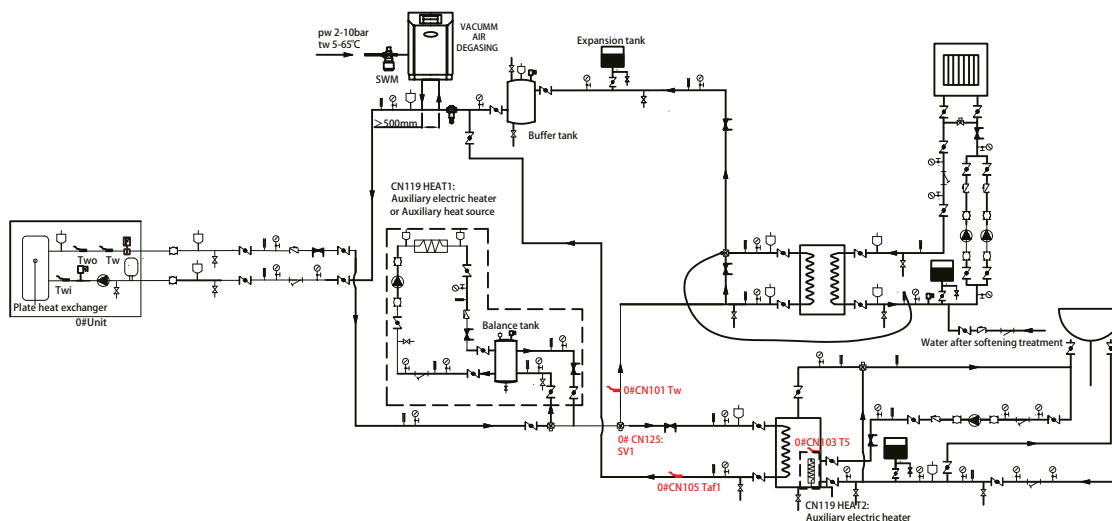 pw 2-10bar
tw 5-65℃
SWM
VACUMM
AIR
DEGASING
Expansion tank
>500mm
Buffer tank
CN119 HEAT1:
Auxiliary electric heater
or Auxiliary heat source
Two
Tw
Twi
Plate heat exchanger
0#Unit
Balance tank
Water after softening treatment
0#CN101 Tw
0# CN125:
SV1
0#CN103 T5
0#CN105 Taf1
CN119 HEAT2:
Auxiliary electric heater